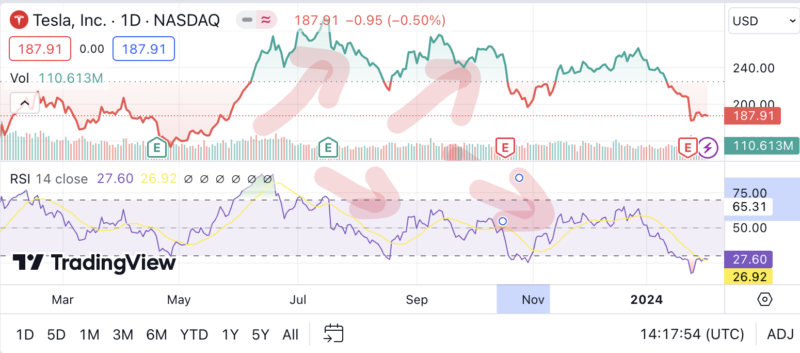 Tesla, Inc. · 1D · NASDAQ
187.91 −0.95 (−0.50%)
USD
187.91 0.00 187.91
Vol 110.613M
240.00
200.00
187.91
110.613M
E E E E
RSI 14 close 27.60 26.92 Ø Ø Ø Ø Ø Ø
75.00
65.31
50.00
27.60
26.92
TradingView
Mar May Jul Sep Nov 2024
1D 5D 1M 3M 6M YTD 1Y 5Y All
14:17:54 (UTC) ADJ